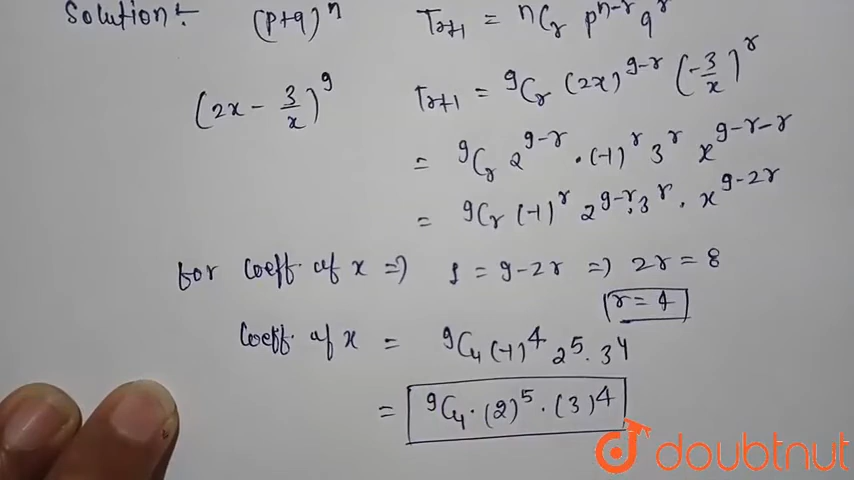 Solution:- (p+q)^n T_{r+1} = ^nC_r p^{n-r} q^r
(2x - 3/x)^9 T_{r+1} = ^9C_r (2x)^{9-r} (-3/x)^r
= ^9C_r 2^{9-r} · (-1)^r 3^r x^{9-r-r}
= ^9C_r (-1)^r 2^{9-r} · 3^r · x^{9-2r}
for coeff. of x => 1 = 9-2r => 2r = 8
r = 4
Coeff. of x = ^9C_4 (-1)^4 2^5 · 3^4
= ^9C_4 · (2)^5 · (3)^4
doubtnut